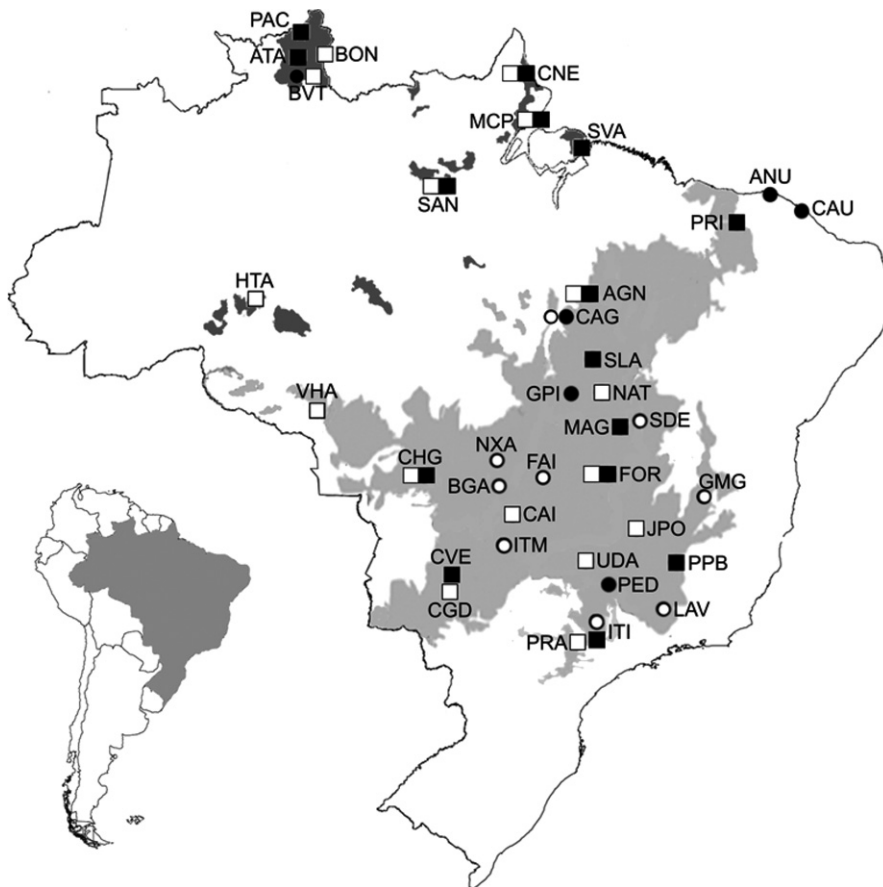 PAC
ATA
BON
BVT
CNE
MCP
SVA
SAN
ANU
CAU
PRI
HTA
AGN
CAG
SLA
VHA
GPI
NAT
MAG
SDE
NXA
CHG
FAI
FOR
BGA
GMG
CAI
JPO
ITM
CVE
UDA
PPB
PED
CGD
LAV
ITI
PRA